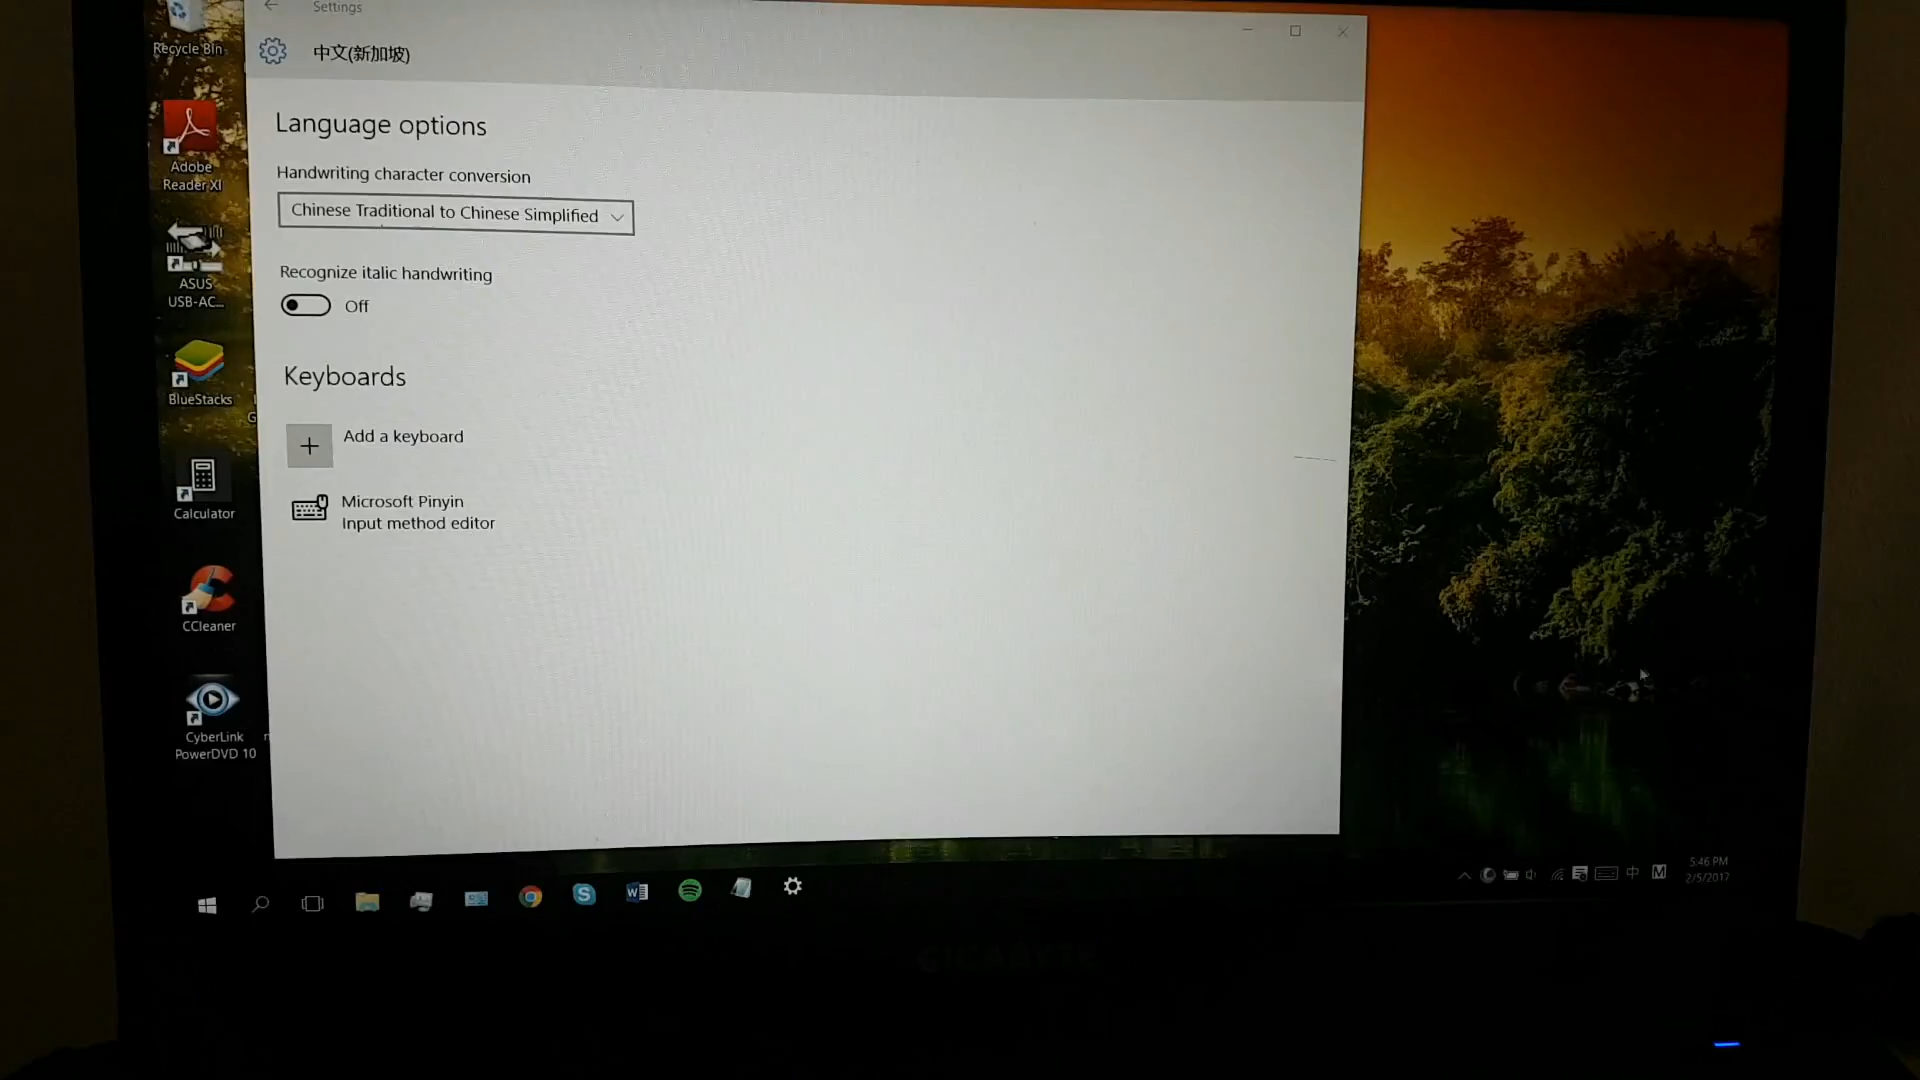 Settings
中文(新加坡)
Language options
Handwriting character conversion
Chinese Traditional to Chinese Simplified
Recognize italic handwriting
Off
Keyboards
Add a keyboard
Microsoft Pinyin
Input method editor
Recycle Bin
Adobe
Reader XI
ASUS
USB-AC...
BlueStacks
Calculator
CCleaner
CyberLink
PowerDVD 10
中
M
5:46 PM
2/5/2017
GIGABYTE